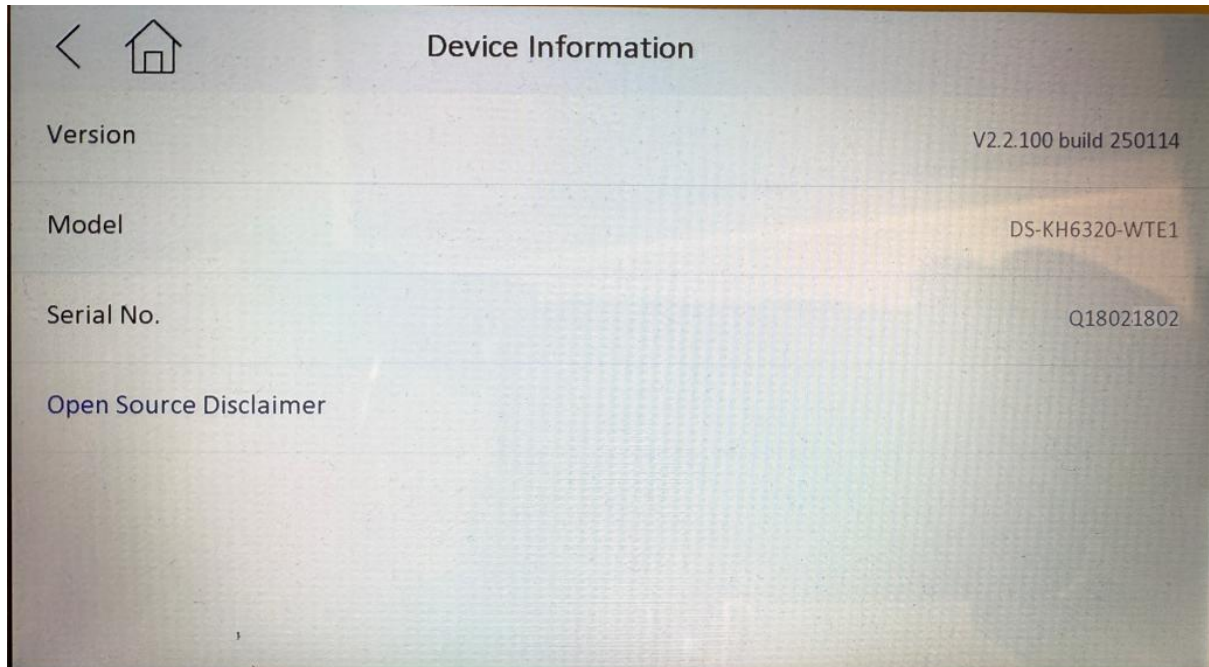 Device Information
Version
V2.2.100 build 250114
Model
DS-KH6320-WTE1
Serial No.
Q18021802
Open Source Disclaimer